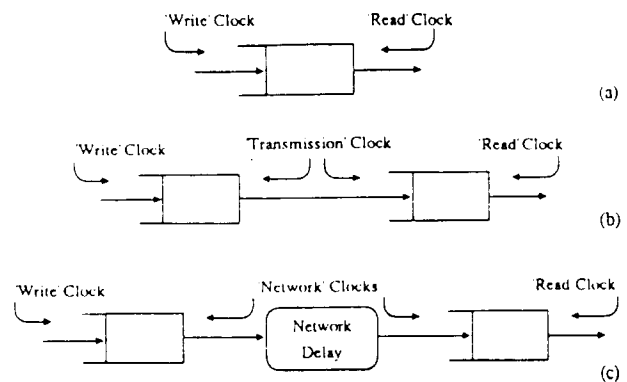 'Write' Clock 'Read' Clock
(a)
'Write' Clock 'Transmission' Clock 'Read' Clock
(b)
'Write' Clock Network' Clocks 'Read Clock
Network
Delay
(c)